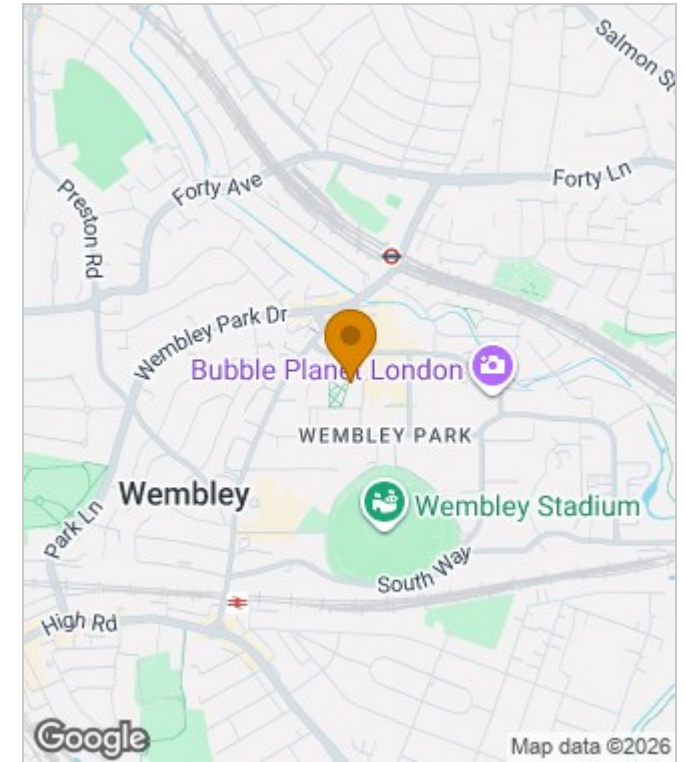 Salmon St
Forty Ln
Forty Ave
Preston Rd
Wembley Park Dr
Bubble Planet London
WEMBLEY PARK
Wembley
Wembley Stadium
Park Ln
South Way
High Rd
Google
Map data ©2026